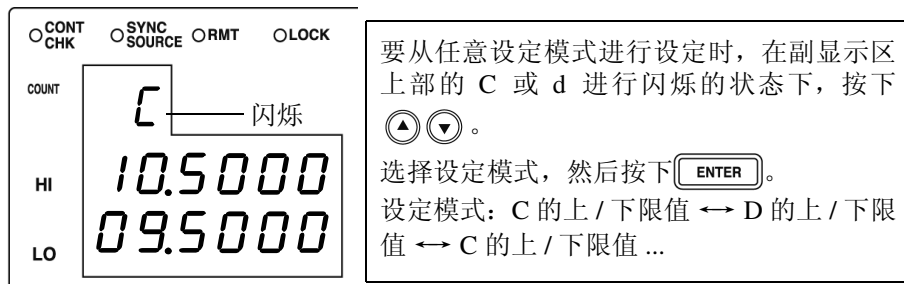 CONT CHK SYNC SOURCE RMT LOCK
COUNT
C 闪烁
HI 10.5000
LO 09.5000
要从任意设定模式进行设定时，在副显示区
上部的 C 或 d 进行闪烁的状态下，按下
。
选择设定模式，然后按下 ENTER 。
设定模式：C 的上 / 下限值 ↔ D 的上 / 下限
值 ↔ C 的上 / 下限值 ...